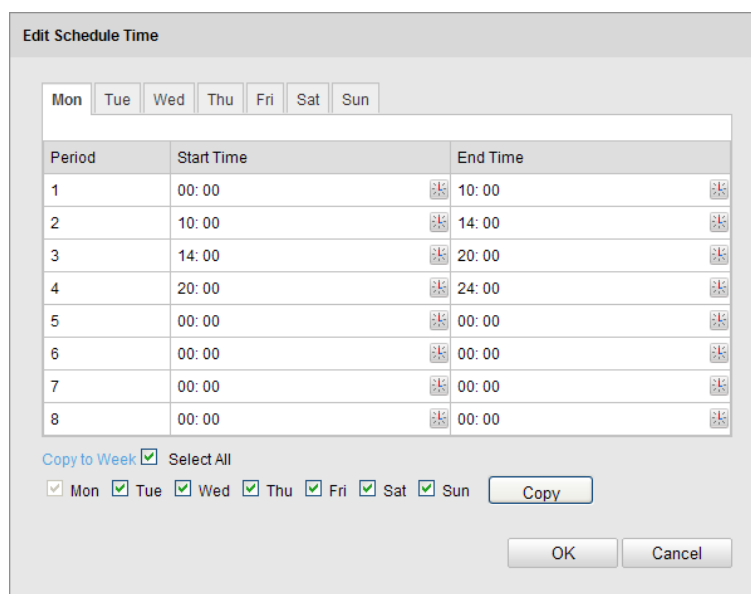 Edit Schedule Time
Mon Tue Wed Thu Fri Sat Sun
Period Start Time End Time
1 00: 00 10: 00
2 10: 00 14: 00
3 14: 00 20: 00
4 20: 00 24: 00
5 00: 00 00: 00
6 00: 00 00: 00
7 00: 00 00: 00
8 00: 00 00: 00
Copy to Week Select All
Mon Tue Wed Thu Fri Sat Sun Copy
OK Cancel